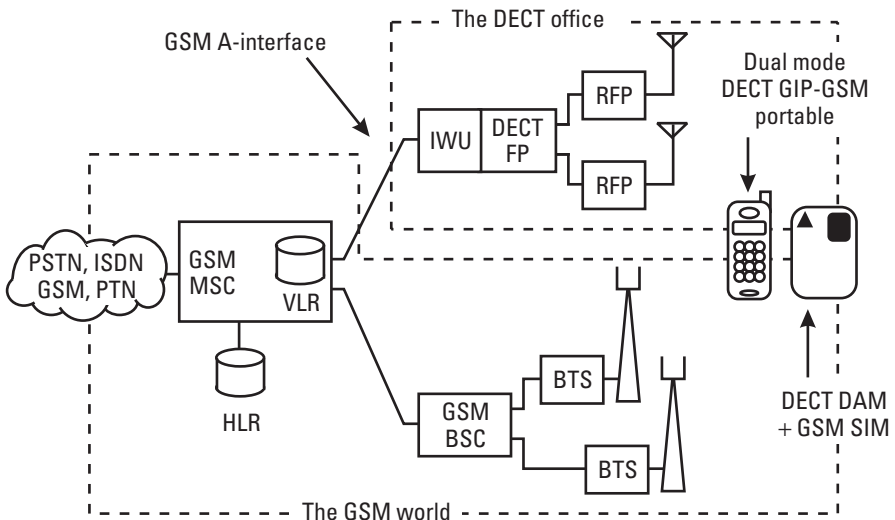 The DECT office
GSM A-interface
Dual mode
DECT GIP-GSM
portable
RFP
IWU
DECT
FP
RFP
PSTN, ISDN
GSM, PTN
GSM
MSC
VLR
HLR
BTS
GSM
BSC
BTS
DECT DAM
+ GSM SIM
The GSM world